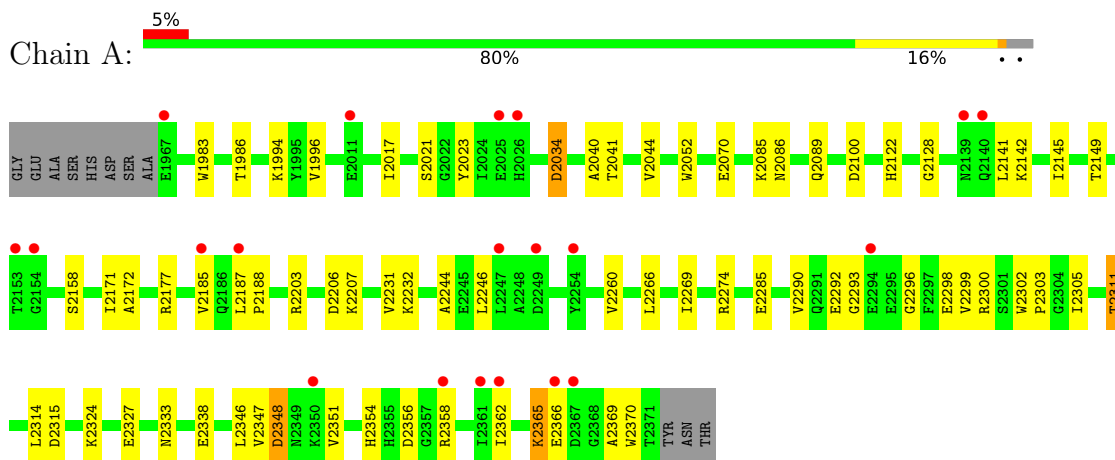 5%
Chain A:
80% 16% • •
GLY GLU ALA SER HIS ASP SER ALA E1967 W1983 T1986 K1994 Y1995 V1996 E2011 I2017 S2021 G2022 Y2023 I2024 E2025 H2026 D2034 A2040 T2041 V2044 W2052 E2070 K2085 N2086 Q2089 D2100 H2122 G2128 N2139 Q2140 L2141 K2142 I2145 T2149
T2153 G2154 S2158 I2171 A2172 R2177 V2185 Q2186 L2187 P2188 R2203 D2206 K2207 V2231 K2232 A2244 E2245 L2246 L2247 A2248 D2249 Y2254 V2260 L2266 I2269 R2274 E2285 V2290 Q2291 E2292 G2293 E2294 E2295 G2296 F2297 E2298 V2299 R2300 S2301 W2302 P2303 G2304 I2305 T2311
L2314 D2315 K2324 E2327 N2333 E2338 L2346 V2347 D2348 N2349 K2350 V2351 H2354 H2355 D2356 G2357 R2358 I2361 I2362 K2365 E2366 D2367 G2368 A2369 W2370 T2371 TYR ASN THR